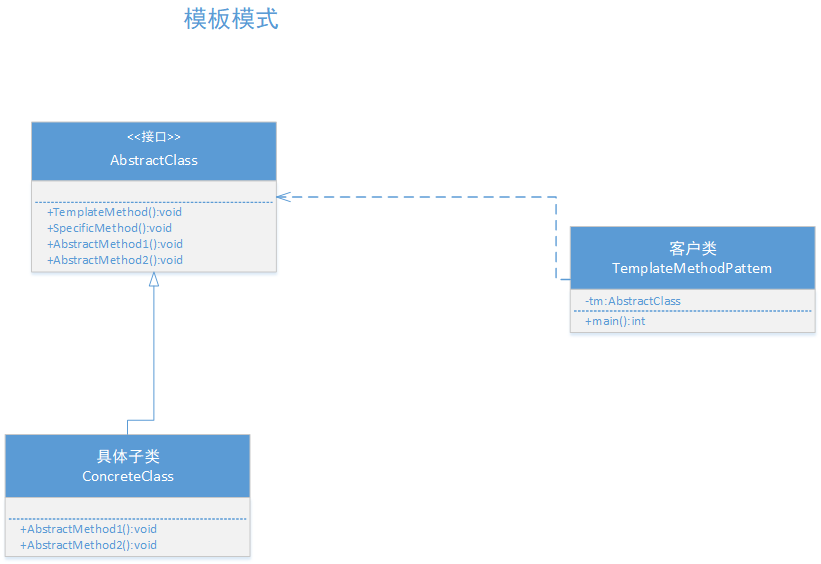 模板模式
<<接口>>
AbstractClass
+TemplateMethod():void
+SpecificMethod():void
+AbstractMethod1():void
+AbstractMethod2():void
客户类
TemplateMethodPattem
-tm:AbstractClass
+main():int
具体子类
ConcreteClass
+AbstractMethod1():void
+AbstractMethod2():void